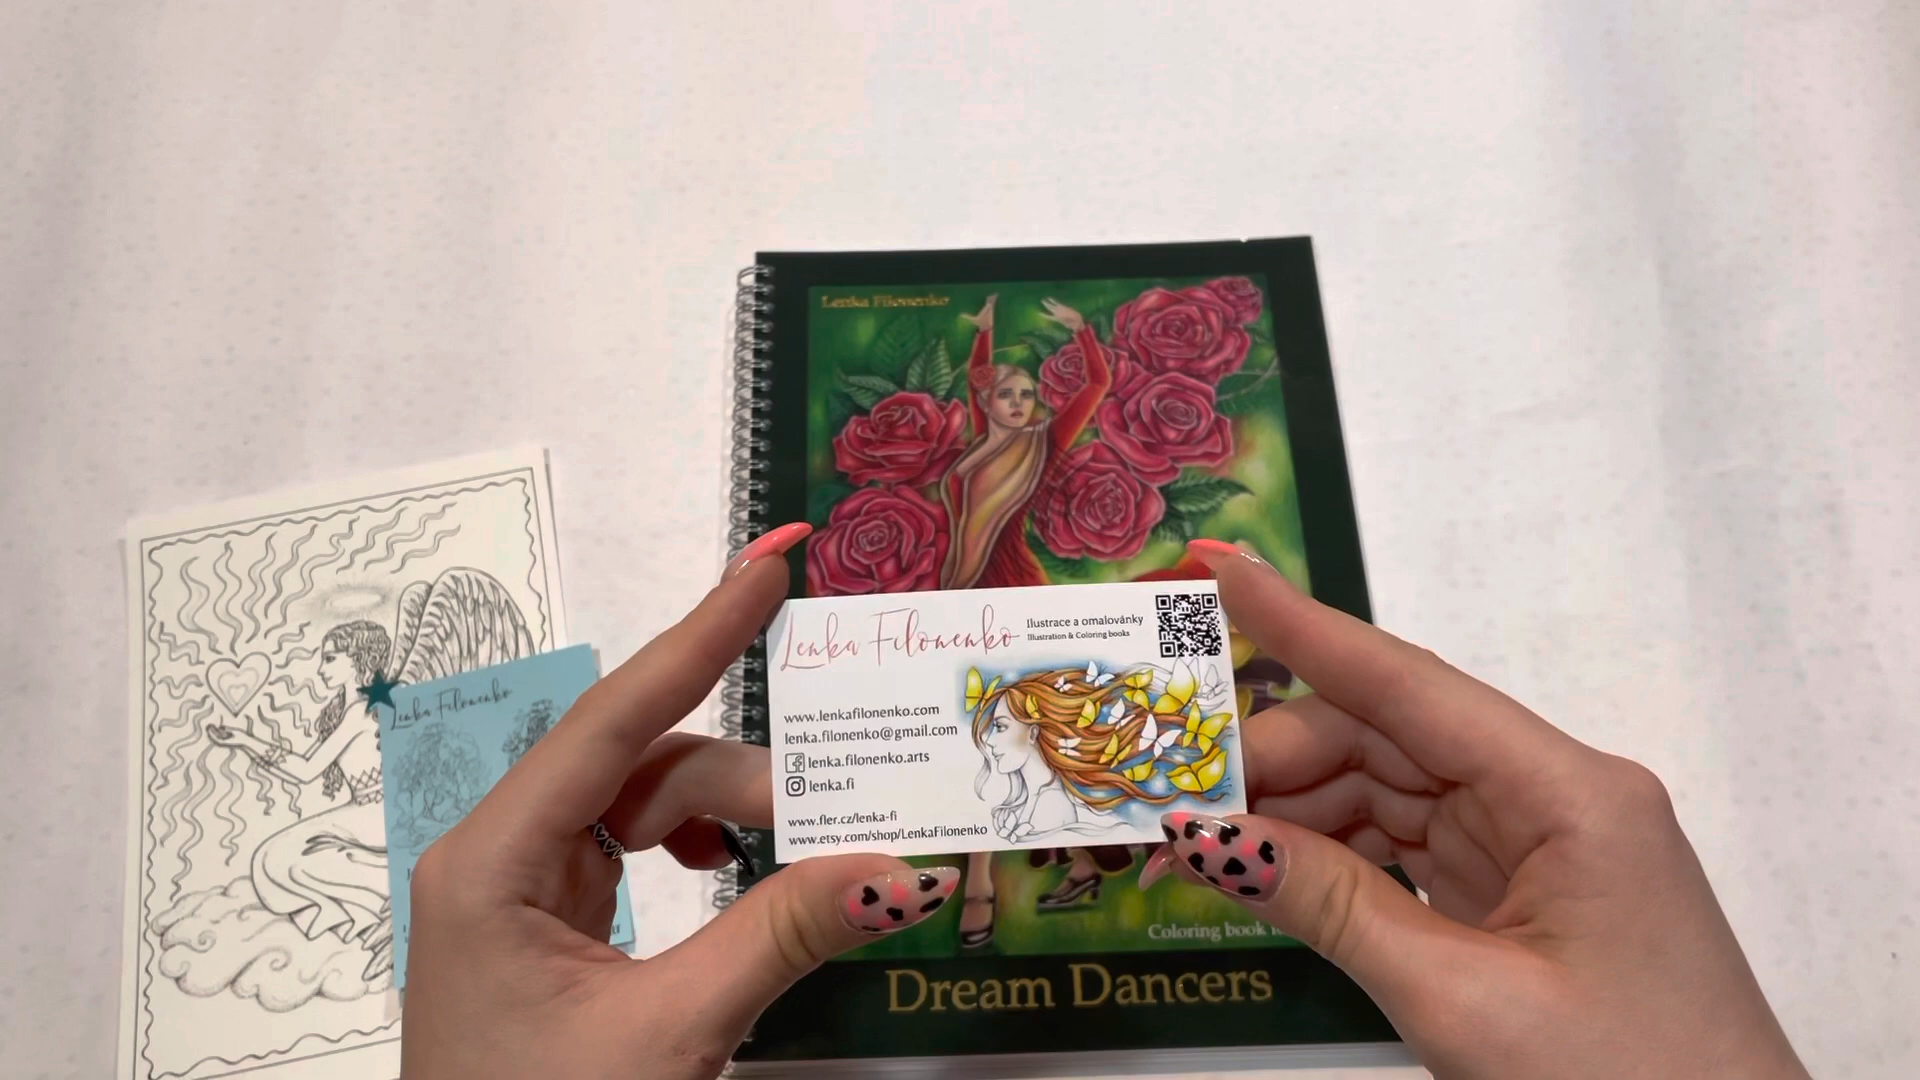 Lenka Filonenko
Lenka Filonenko
Ilustrace a omalovánky
Illustration & Coloring books
www.lenkafilonenko.com
lenka.filonenko@gmail.com
lenka.filonenko.arts
lenka.fi
www.fler.cz/lenka-fi
www.etsy.com/shop/LenkaFilonenko
Lenka Filonenko
Coloring book
Dream Dancers